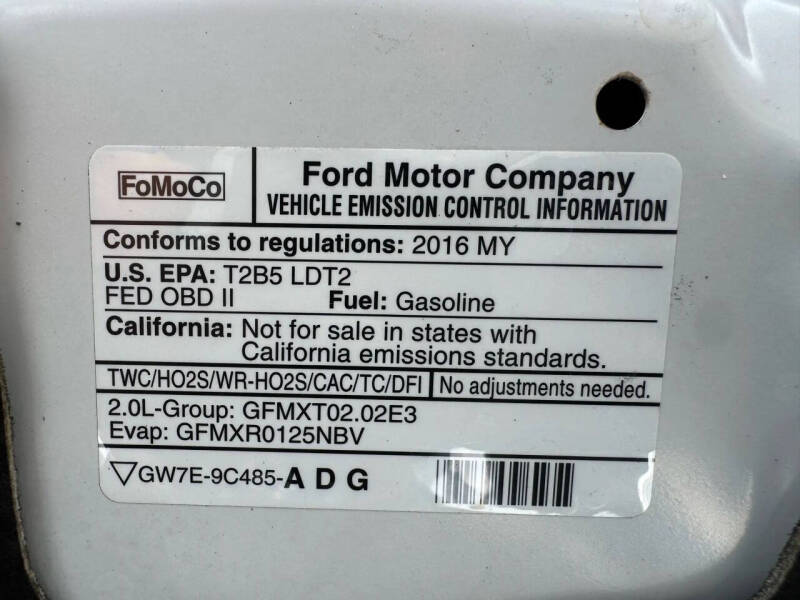 FoMoCo
Ford Motor Company
VEHICLE EMISSION CONTROL INFORMATION
Conforms to regulations: 2016 MY
U.S. EPA: T2B5 LDT2
FED OBD II Fuel: Gasoline
California: Not for sale in states with
California emissions standards.
TWC/HO2S/WR-HO2S/CAC/TC/DFI No adjustments needed.
2.0L-Group: GFMXT02.02E3
Evap: GFMXR0125NBV
▽GW7E-9C485-A D G